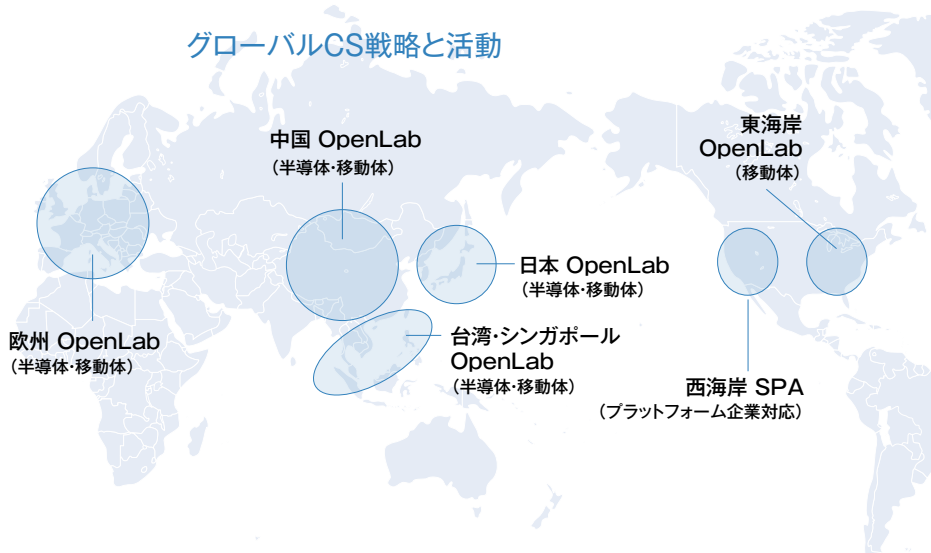 グローバルCS戦略と活動
中国 OpenLab
（半導体・移動体）
東海岸
OpenLab
（移動体）
日本 OpenLab
（半導体・移動体）
欧州 OpenLab
（半導体・移動体）
台湾・シンガポール
OpenLab
（半導体・移動体）
西海岸 SPA
（プラットフォーム企業対応）